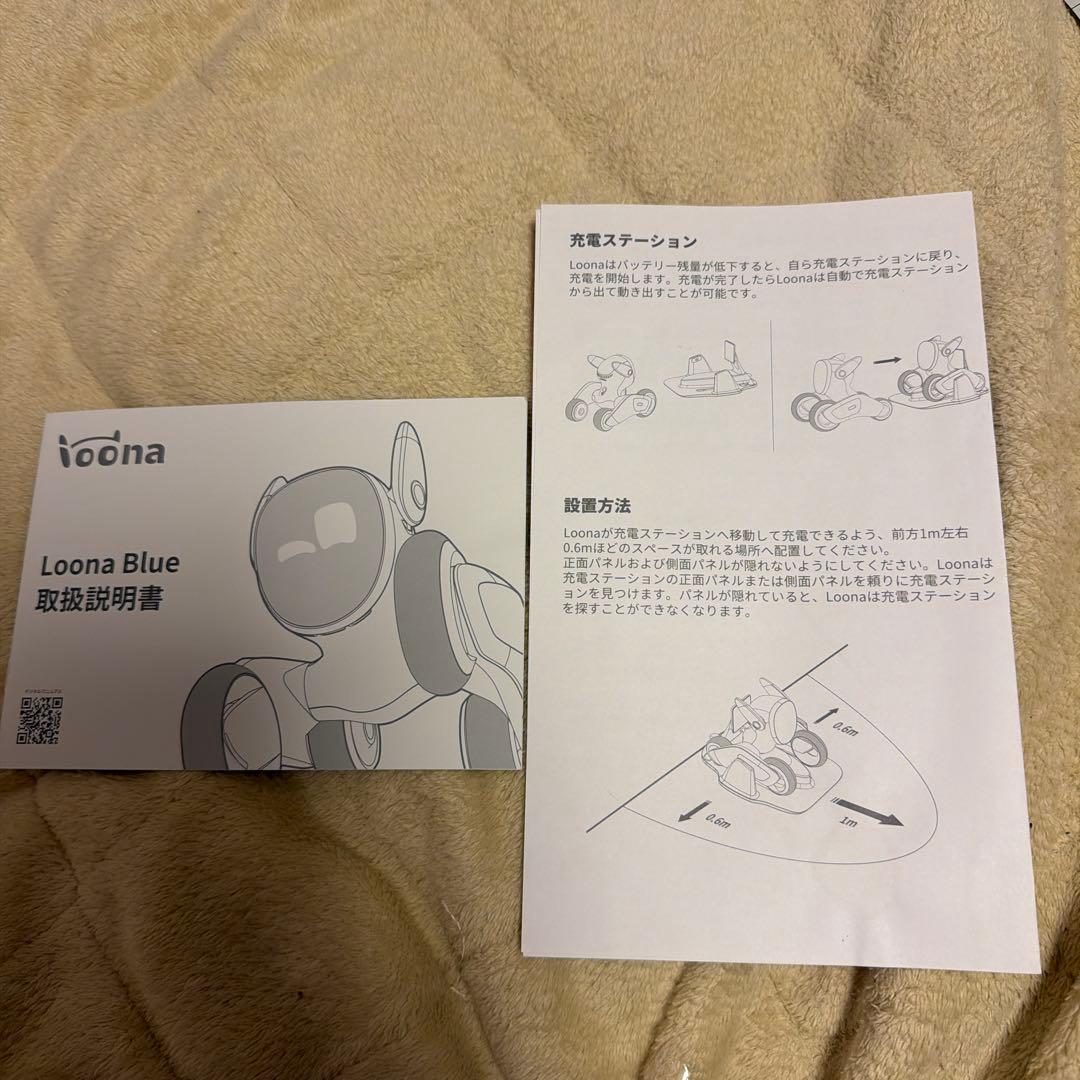 loona
Loona Blue
取扱説明書
デジタルマニュアル
充電ステーション
Loonaはバッテリー残量が低下すると、自ら充電ステーションに戻り、
充電を開始します。充電が完了したらLoonaは自動で充電ステーション
から出て動き出すことが可能です。
設置方法
Loonaが充電ステーションへ移動して充電できるよう、前方1m左右
0.6mほどのスペースが取れる場所へ配置してください。
正面パネルおよび側面パネルが隠れないようにしてください。Loonaは
充電ステーションの正面パネルまたは側面パネルを頼りに充電ステーシ
ョンを見つけます。パネルが隠れていると、Loonaは充電ステーション
を探すことができなくなります。
0.6m
0.6m
1m